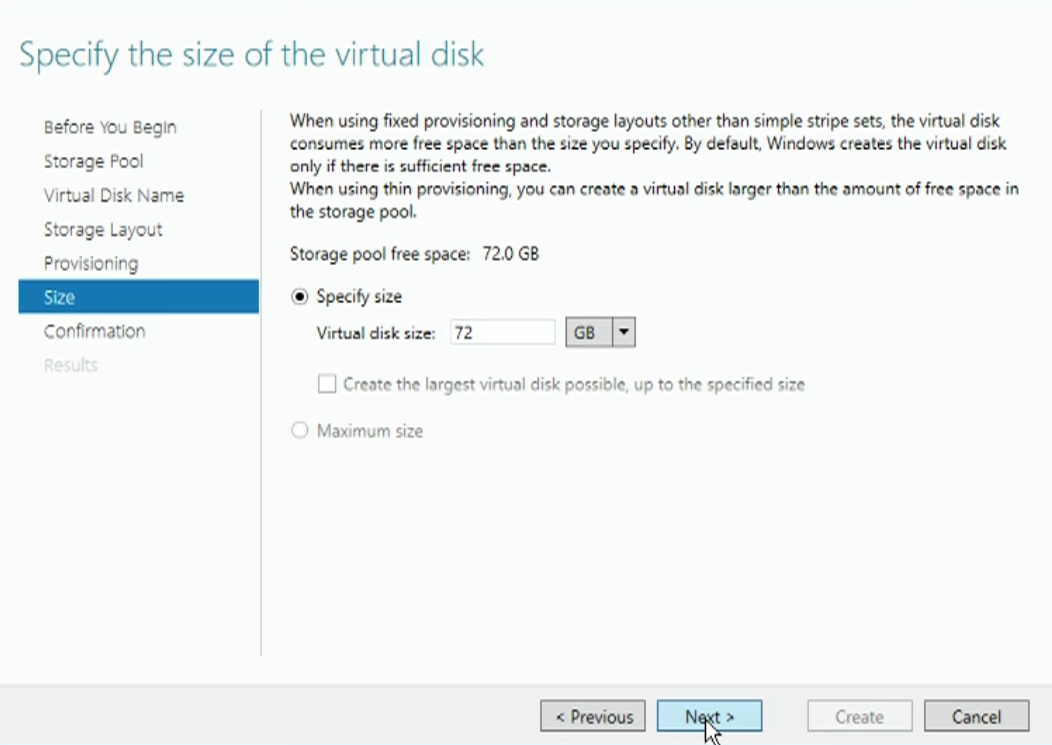 Specify the size of the virtual disk
Before You Begin
Storage Pool
Virtual Disk Name
Storage Layout
Provisioning
Size
Confirmation
Results
When using fixed provisioning and storage layouts other than simple stripe sets, the virtual disk
consumes more free space than the size you specify. By default, Windows creates the virtual disk
only if there is sufficient free space.
When using thin provisioning, you can create a virtual disk larger than the amount of free space in
the storage pool.
Storage pool free space: 72.0 GB
Specify size
Virtual disk size: 72 GB
Create the largest virtual disk possible, up to the specified size
Maximum size
< Previous Next > Create Cancel